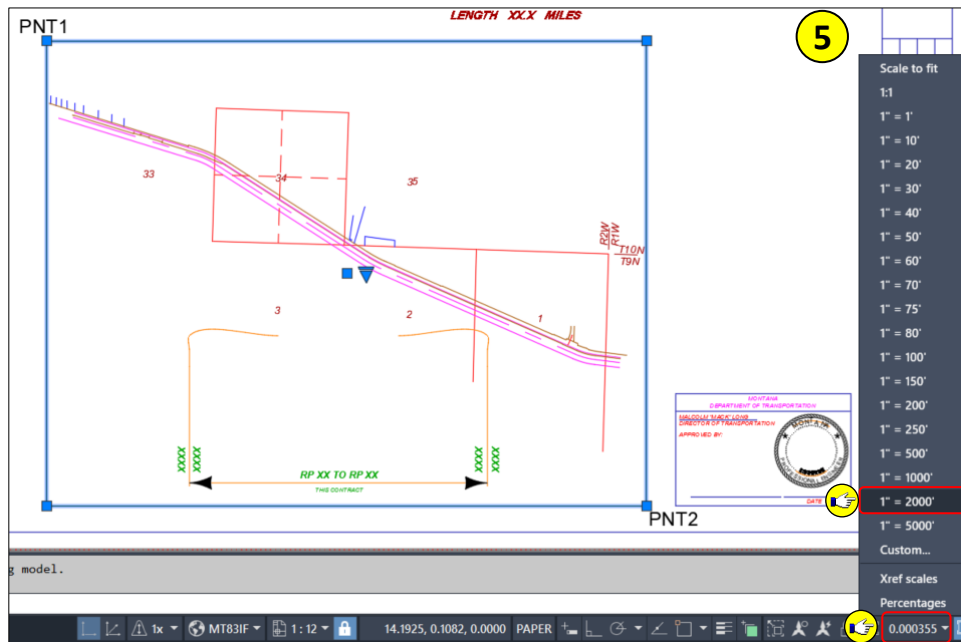 LENGTH XX.X MILES
PNT1
5
33
34
35
R2W
R1W
T10N
T9N
3
2
1
XXXX
XXXX
XXXX
XXXX
RP XX TO RP XX
THIS CONTRACT
MONTANA
DEPARTMENT OF TRANSPORTATION
MALCOLM 'MACK' LONG
DIRECTOR OF TRANSPORTATION
APPROVED BY:
MONTANA
PROFESSIONAL ENGINEER
DATE
PNT2
Scale to fit
1:1
1" = 1'
1" = 10'
1" = 20'
1" = 30'
1" = 40'
1" = 50'
1" = 60'
1" = 70'
1" = 75'
1" = 80'
1" = 100'
1" = 150'
1" = 200'
1" = 250'
1" = 500'
1" = 1000'
1" = 2000'
1" = 5000'
Custom...
Xref scales
Percentages
g model.
1x MT83IF 1:12 14.1925, 0.1082, 0.0000 PAPER 0.000355